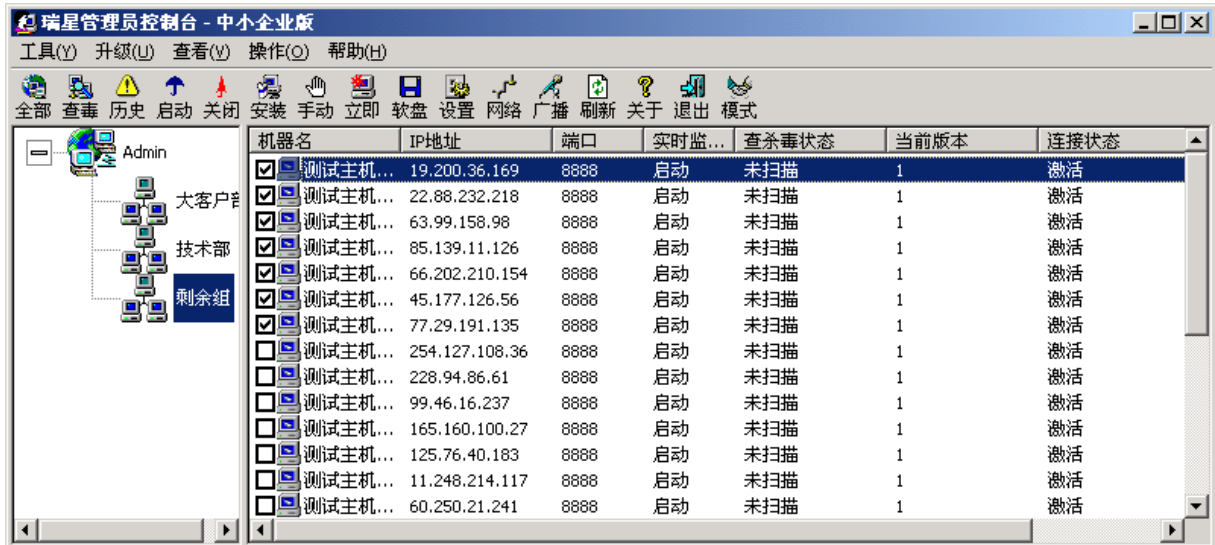 瑞星管理员控制台 - 中小企业版
工具(Y) 升级(U) 查看(V) 操作(O) 帮助(H)
全部 查毒 历史 启动 关闭 安装 手动 立即 软盘 设置 网络 广播 刷新 关于 退出 模式
Admin
大客户部
技术部
剩余组
机器名 IP地址 端口 实时监... 查杀毒状态 当前版本 连接状态
测试主机... 19.200.36.169 8888 启动 未扫描 1 激活
测试主机... 22.88.232.218 8888 启动 未扫描 1 激活
测试主机... 63.99.158.98 8888 启动 未扫描 1 激活
测试主机... 85.139.11.126 8888 启动 未扫描 1 激活
测试主机... 66.202.210.154 8888 启动 未扫描 1 激活
测试主机... 45.177.126.56 8888 启动 未扫描 1 激活
测试主机... 77.29.191.135 8888 启动 未扫描 1 激活
测试主机... 254.127.108.36 8888 启动 未扫描 1 激活
测试主机... 228.94.86.61 8888 启动 未扫描 1 激活
测试主机... 99.46.16.237 8888 启动 未扫描 1 激活
测试主机... 165.160.100.27 8888 启动 未扫描 1 激活
测试主机... 125.76.40.183 8888 启动 未扫描 1 激活
测试主机... 11.248.214.117 8888 启动 未扫描 1 激活
测试主机... 60.250.21.241 8888 启动 未扫描 1 激活